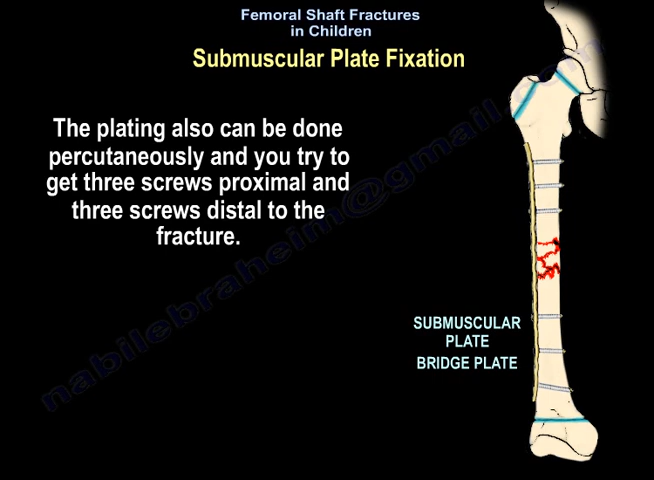 Femoral Shaft Fractures
in Children
Submuscular Plate Fixation
The plating also can be done
percutaneously and you try to
get three screws proximal and
three screws distal to the
fracture.
SUBMUSCULAR
PLATE
BRIDGE PLATE
nabilebraheim@gmail.com